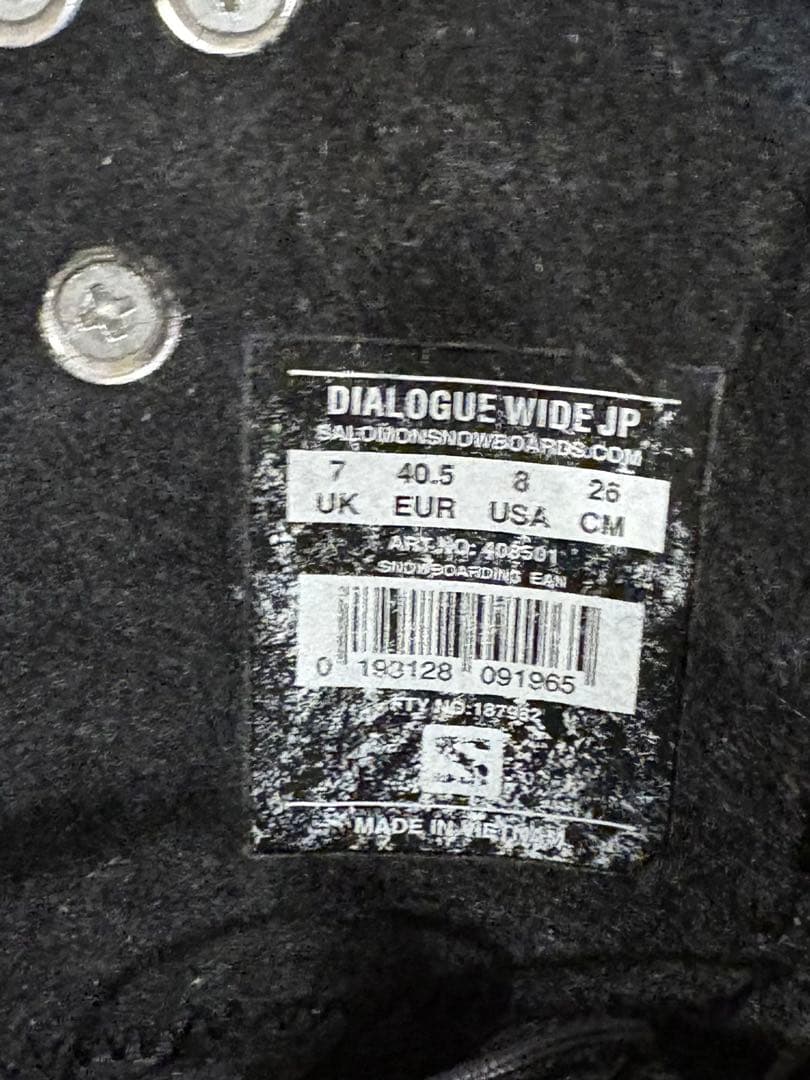 DIALOGUE WIDE JP
SALOMONSNOWBOARDS.COM
7 40.5 8 26
UK EUR USA CM
ART NO: 408501
SNOWBOARDING EAN
0 193128 091965
NO:
S
MADE IN VIETNAM